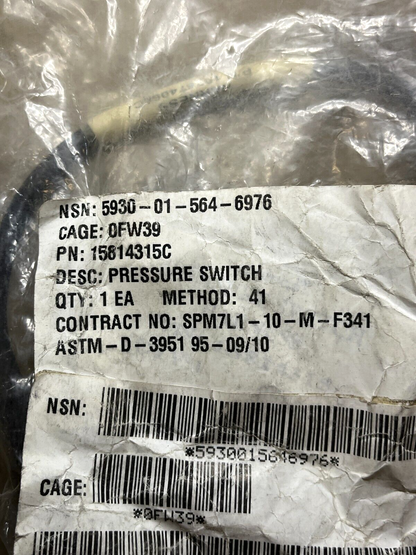 NSN: 5930-01-564-6976
CAGE: 0FW39
PN: 15814315C
DESC: PRESSURE SWITCH
QTY: 1 EA METHOD: 41
CONTRACT NO: SPM7L1-10-M-F341
ASTM-D-3951 95-09/10
NSN:
*5930015646976*
CAGE:
*0FW39*